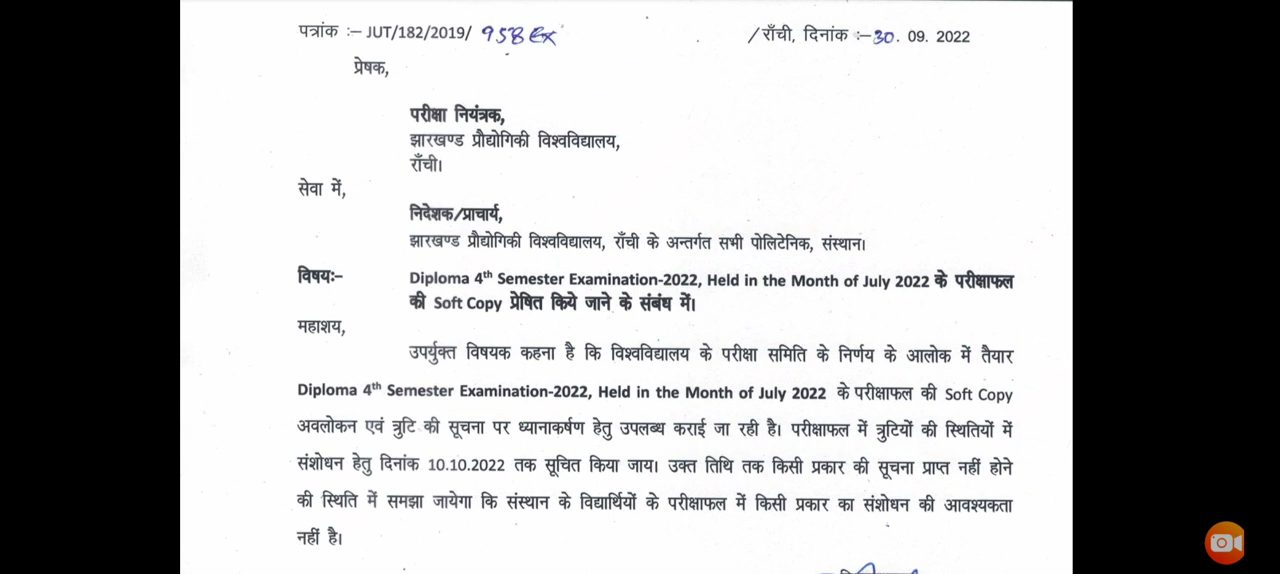 पत्रांक :– JUT/182/2019/ 958 Ex /राँची, दिनांक :–30. 09. 2022
प्रेषक,
परीक्षा नियंत्रक,
झारखण्ड प्रौद्योगिकी विश्वविद्यालय,
राँची।
सेवा में,
निदेशक/प्राचार्य,
झारखण्ड प्रौद्योगिकी विश्वविद्यालय, राँची के अन्तर्गत सभी पोलिटेनिक, संस्थान।
विषयः– Diploma 4th Semester Examination-2022, Held in the Month of July 2022 के परीक्षाफल
की Soft Copy प्रेषित किये जाने के संबंध में।
महाशय,
उपर्युक्त विषयक कहना है कि विश्वविद्यालय के परीक्षा समिति के निर्णय के आलोक में तैयार
Diploma 4th Semester Examination-2022, Held in the Month of July 2022 के परीक्षाफल की Soft Copy
अवलोकन एवं त्रुटि की सूचना पर ध्यानाकर्षण हेतु उपलब्ध कराई जा रही है। परीक्षाफल में त्रुटियों की स्थितियों में
संशोधन हेतु दिनांक 10.10.2022 तक सूचित किया जाय। उक्त तिथि तक किसी प्रकार की सूचना प्राप्त नहीं होने
की स्थिति में समझा जायेगा कि संस्थान के विद्यार्थियों के परीक्षाफल में किसी प्रकार का संशोधन की आवश्यकता
नहीं है।